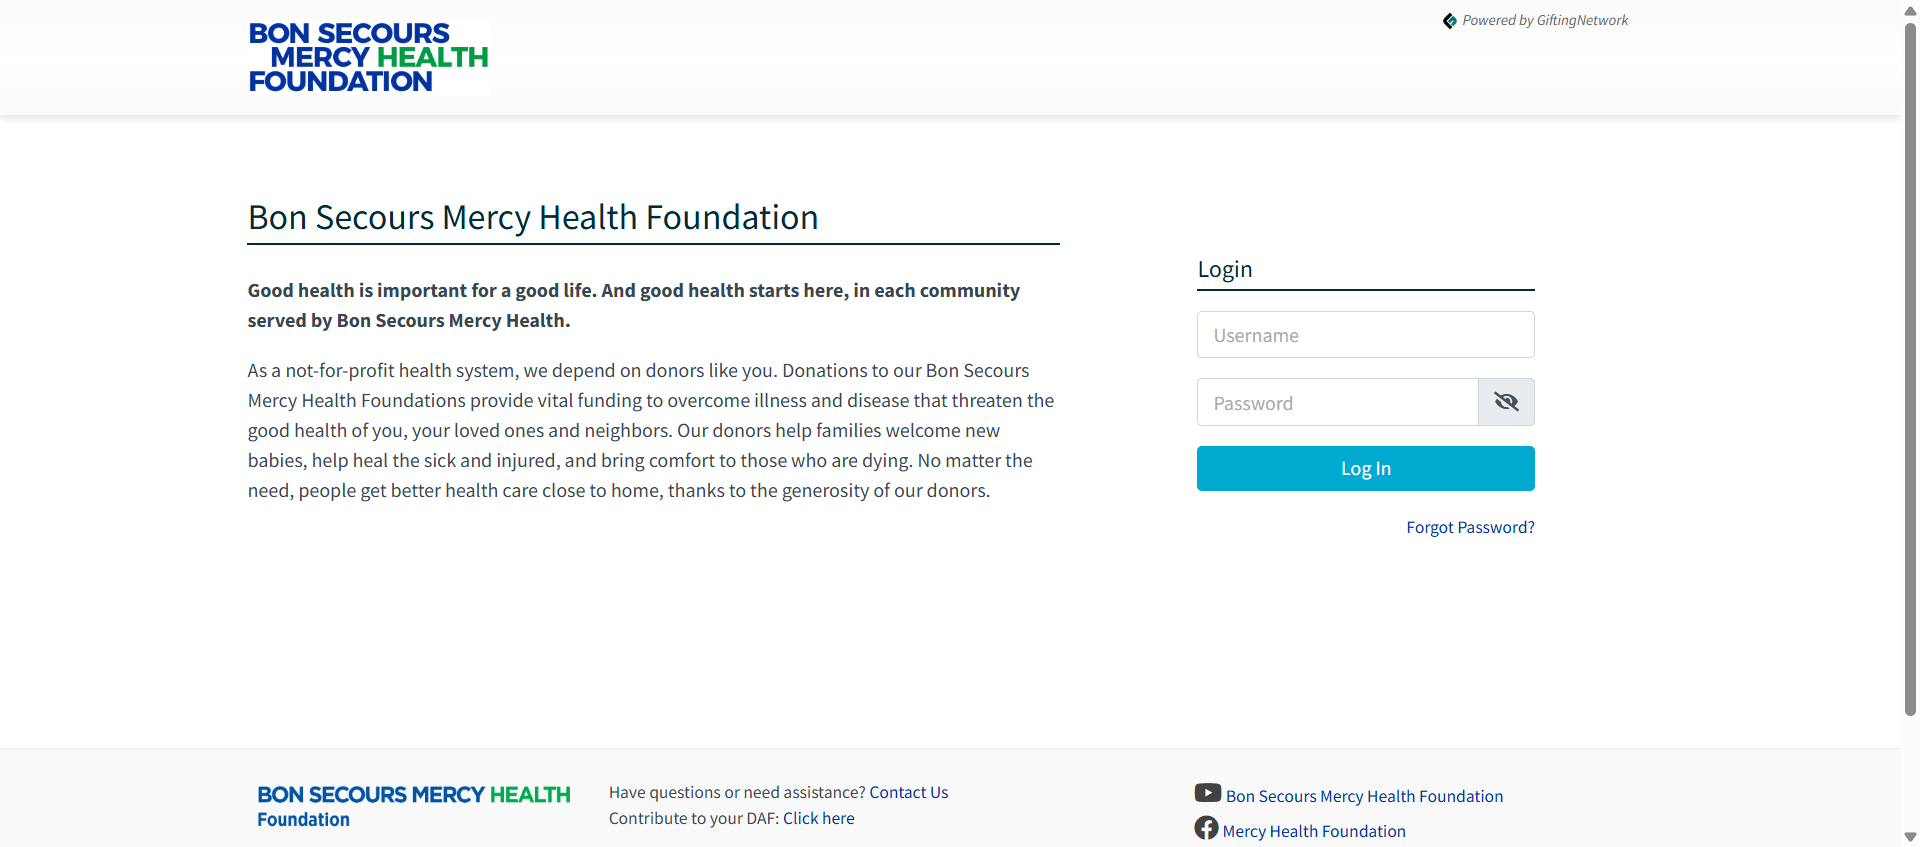 BON SECOURS
MERCY HEALTH
FOUNDATION
Powered by GiftingNetwork
Bon Secours Mercy Health Foundation
Good health is important for a good life. And good health starts here, in each community
served by Bon Secours Mercy Health.
As a not-for-profit health system, we depend on donors like you. Donations to our Bon Secours
Mercy Health Foundations provide vital funding to overcome illness and disease that threaten the
good health of you, your loved ones and neighbors. Our donors help families welcome new
babies, help heal the sick and injured, and bring comfort to those who are dying. No matter the
need, people get better health care close to home, thanks to the generosity of our donors.
Login
Username
Password
Log In
Forgot Password?
BON SECOURS MERCY HEALTH
Foundation
Have questions or need assistance? Contact Us
Contribute to your DAF: Click here
Bon Secours Mercy Health Foundation
Mercy Health Foundation